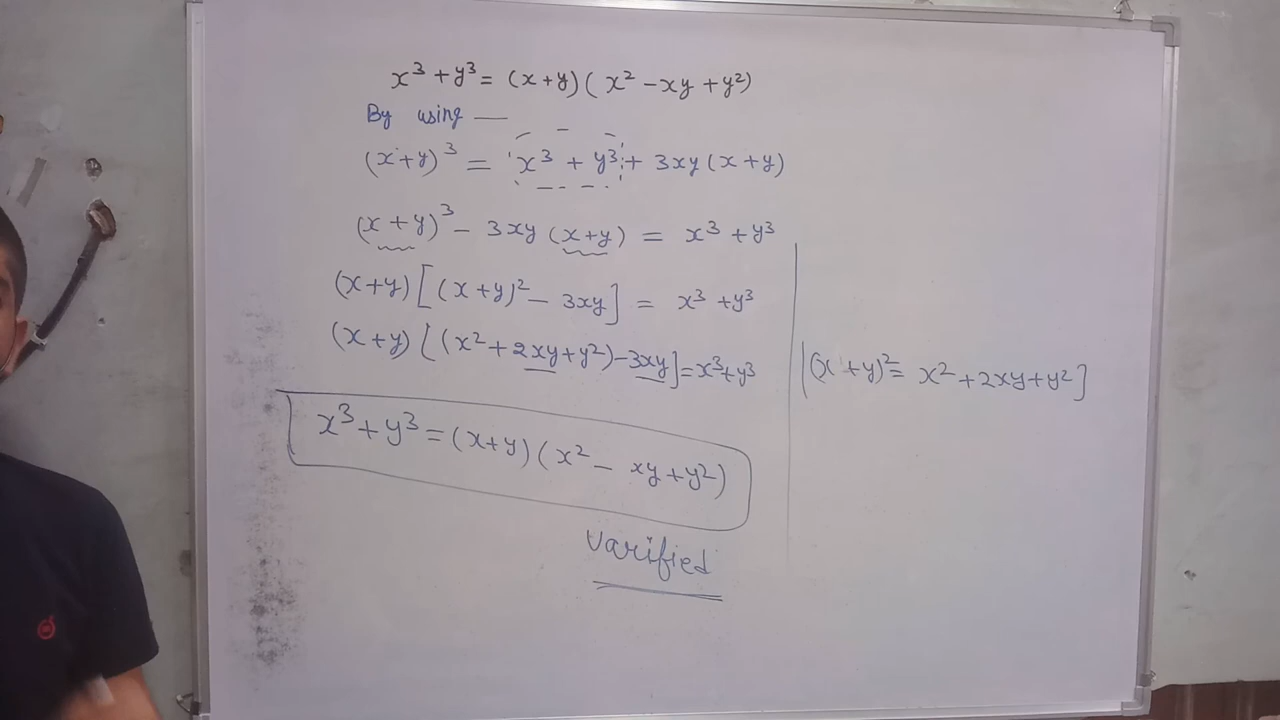 x³ + y³ = (x + y) ( x² - xy + y²)
By using —
(x + y)³ = x³ + y³ + 3xy (x + y)
(x + y)³ - 3xy (x+y) = x³ + y³
(x+y) [ (x + y)² - 3xy ] = x³ + y³
(x + y) [ (x² + 2xy + y²) - 3xy ] = x³ + y³
[(x + y)² = x² + 2xy + y² ]
x³ + y³ = (x+y) ( x² - xy + y²)
varified